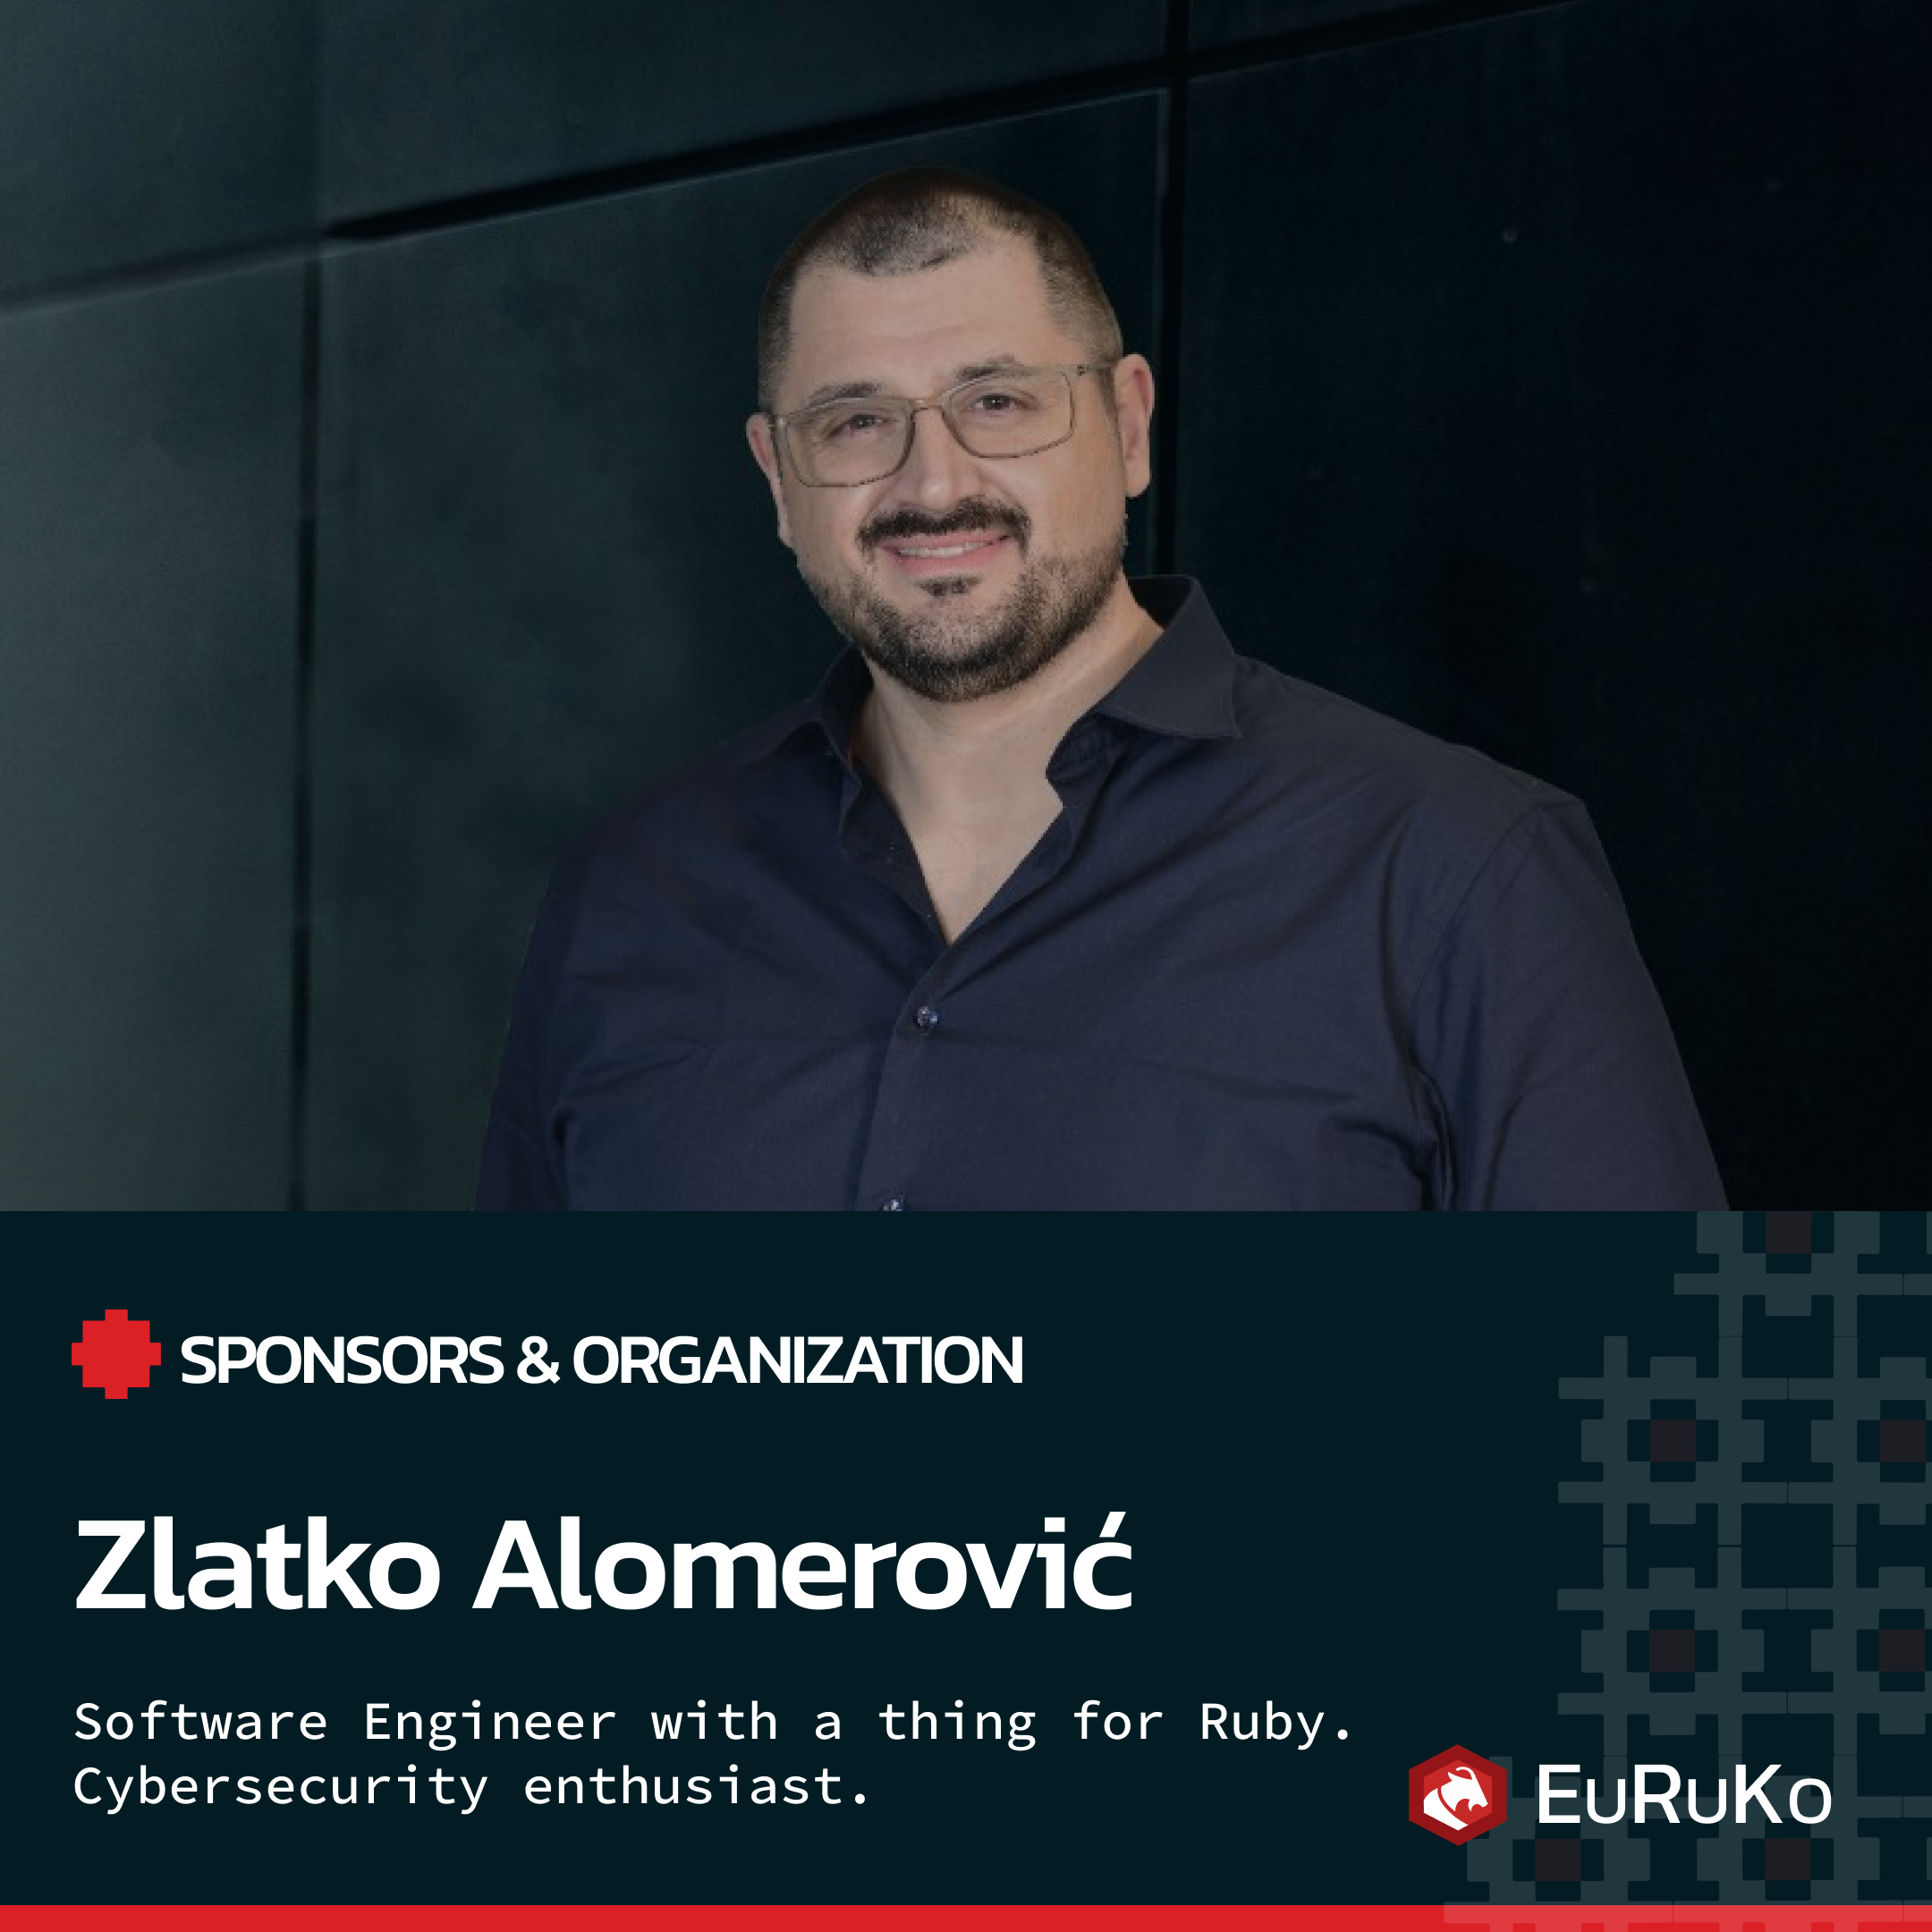 SPONSORS & ORGANIZATION
Zlatko Alomerović
Software Engineer with a thing for Ruby.
Cybersecurity enthusiast.
EuRuKo